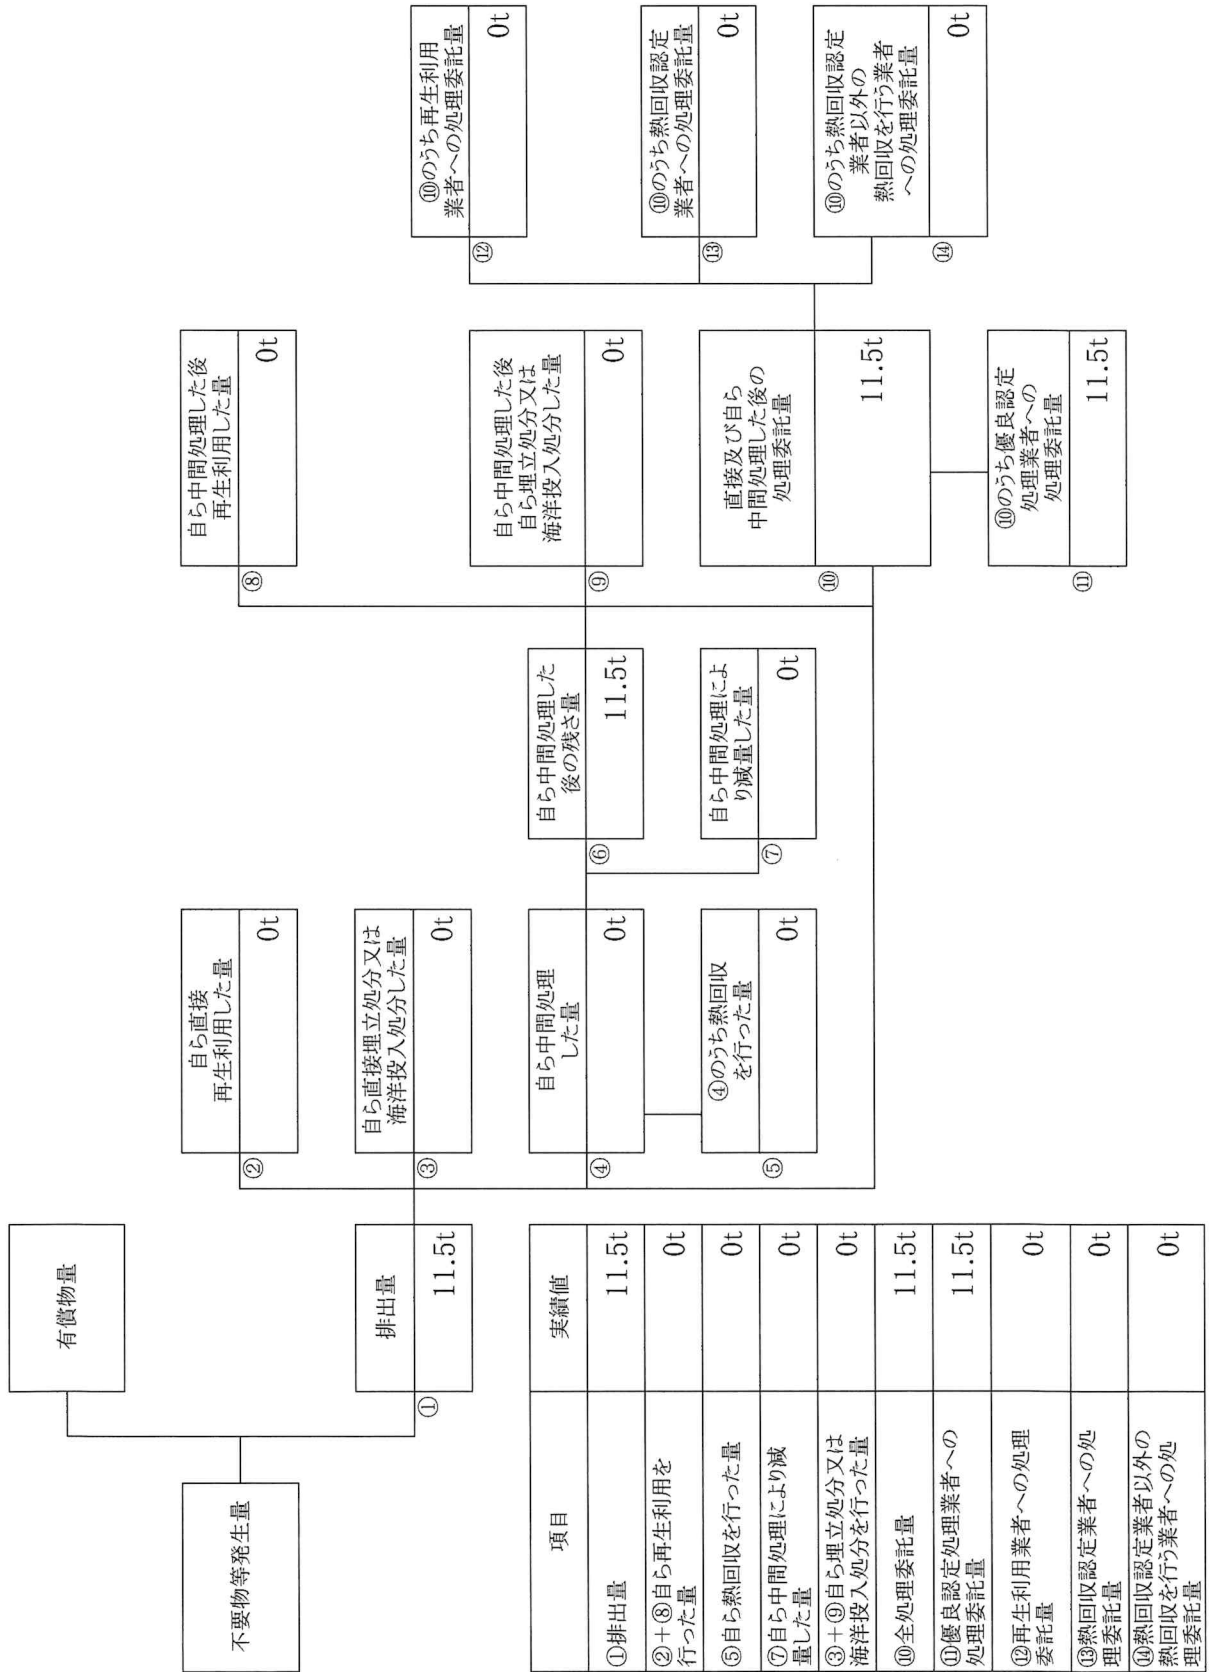 不要物等発生量
有償物量
①
排出量
11.5t
②
自ら直接
再生利用した量
0t
③
自ら直接埋立処分又は
海洋投入処分した量
0t
④
自ら中間処理
した量
0t
⑤
④のうち熱回収
を行った量
0t
⑥
自ら中間処理した
後の残さ量
11.5t
⑦
自ら中間処理によ
り減量した量
0t
⑧
自ら中間処理した後
再生利用した量
0t
⑨
自ら中間処理した後
自ら埋立処分又は
海洋投入処分した量
0t
⑩
直接及び自ら
中間処理した後の
処理委託量
11.5t
⑪
⑩のうち優良認定
処理業者への
処理委託量
11.5t
⑫
⑩のうち再生利用
業者への処理委託量
0t
⑬
⑩のうち熱回収認定
業者への処理委託量
0t
⑭
⑩のうち熱回収認定
業者以外の
熱回収を行う業者
への処理委託量
0t
項目 実績値
①排出量 11.5t
②+⑧自ら再生利用を
行った量 0t
⑤自ら熱回収を行った量 0t
⑦自ら中間処理により減
量した量 0t
③+⑨自ら埋立処分又は
海洋投入処分を行った量 0t
⑩全処理委託量 11.5t
⑪優良認定処理業者への
処理委託量 11.5t
⑫再生利用業者への処理
委託量 0t
⑬熱回収認定業者への処
理委託量 0t
⑭熱回収認定業者以外の
熱回収を行う業者への処
理委託量 0t